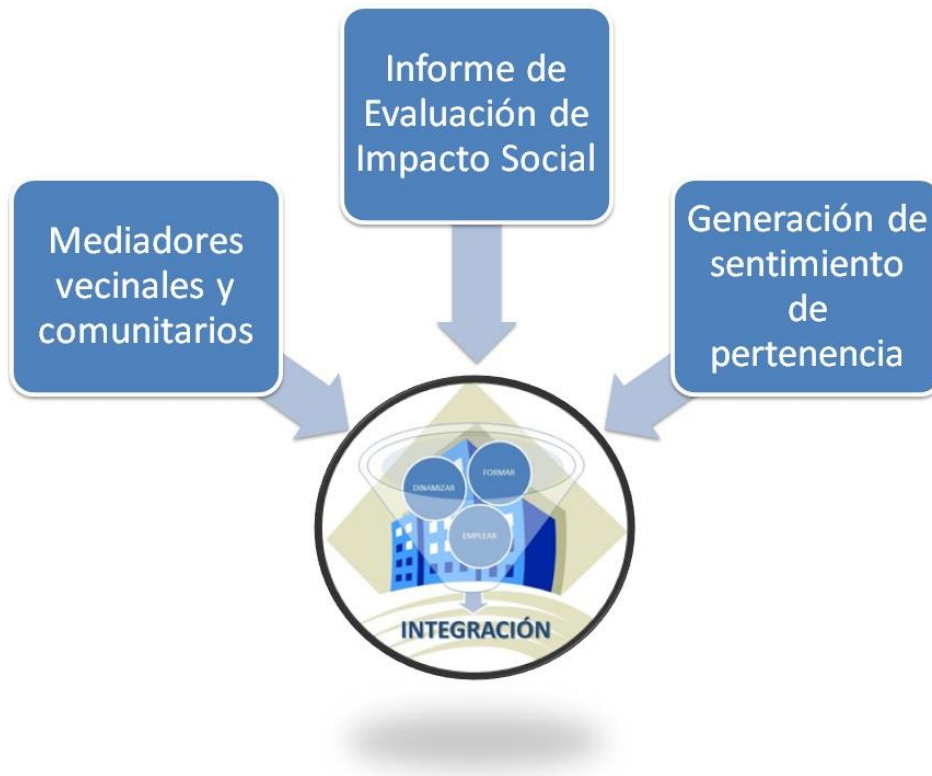 Informe de
Evaluación de
Impacto Social
Mediadores
vecinales y
comunitarios
Generación de
sentimiento
de
pertenencia
DINAMIZAR
FORMAR
EMPLEAR
INTEGRACIÓN